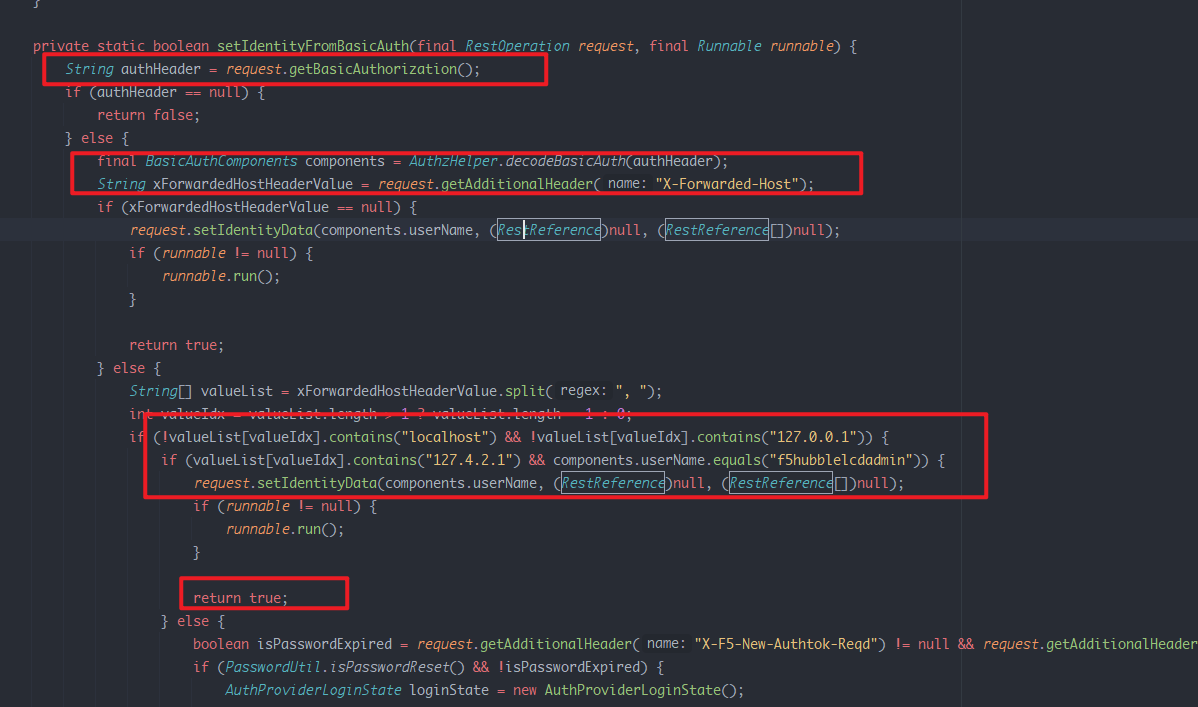 }
private static boolean setIdentityFromBasicAuth(final RestOperation request, final Runnable runnable) {
String authHeader = request.getBasicAuthorization();
if (authHeader == null) {
return false;
} else {
final BasicAuthComponents components = AuthzHelper.decodeBasicAuth(authHeader);
String xForwardedHostHeaderValue = request.getAdditionalHeader( name: "X-Forwarded-Host");
if (xForwardedHostHeaderValue == null) {
request.setIdentityData(components.userName, (RestReference)null, (RestReference[])null);
if (runnable != null) {
runnable.run();
}
return true;
} else {
String[] valueList = xForwardedHostHeaderValue.split( regex: ", ");
int valueIdx = valueList.length > 1 ? valueList.length - 1 : 0;
if (!valueList[valueIdx].contains("localhost") && !valueList[valueIdx].contains("127.0.0.1")) {
if (valueList[valueIdx].contains("127.4.2.1") && components.userName.equals("f5hubblelcdadmin")) {
request.setIdentityData(components.userName, (RestReference)null, (RestReference[])null);
if (runnable != null) {
runnable.run();
}
return true;
} else {
boolean isPasswordExpired = request.getAdditionalHeader( name: "X-F5-New-Authtok-Reqd") != null && request.getAdditionalHeader
if (PasswordUtil.isPasswordReset() && !isPasswordExpired) {
AuthProviderLoginState loginState = new AuthProviderLoginState();